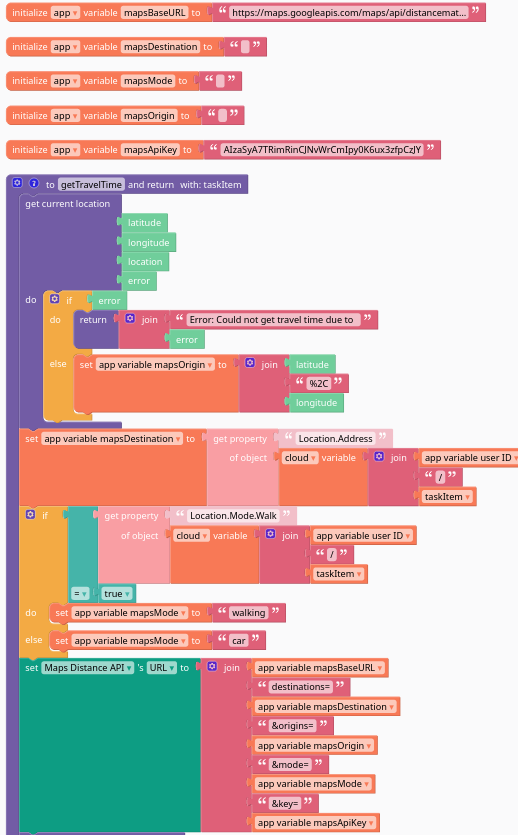 initialize app variable mapsBaseURL to “ https://maps.googleapis.com/maps/api/distancemat... ”
initialize app variable mapsDestination to “ ”
initialize app variable mapsMode to “ ”
initialize app variable mapsOrigin to “ ”
initialize app variable mapsApiKey to “ ”
to getTravelTime and return with: taskItem
get current location
latitude
longitude
location
error
do if error
do return join “ Error: Could not get travel time due to ”
error
else set app variable mapsOrigin to join latitude
“ %2C ”
longitude
set app variable mapsDestination to get property “ Location.Address ”
of object cloud variable join app variable user ID
“ / ”
taskItem
if get property “ Location.Mode.Walk ”
of object cloud variable join app variable user ID
“ / ”
taskItem
= true
do set app variable mapsMode to “ walking ”
else set app variable mapsMode to “ car ”
set Maps Distance API 's URL to join app variable mapsBaseURL
“ destinations= ”
app variable mapsDestination
“ &origins= ”
app variable mapsOrigin
“ &mode= ”
app variable mapsMode
“ &key= ”
app variable mapsApiKey